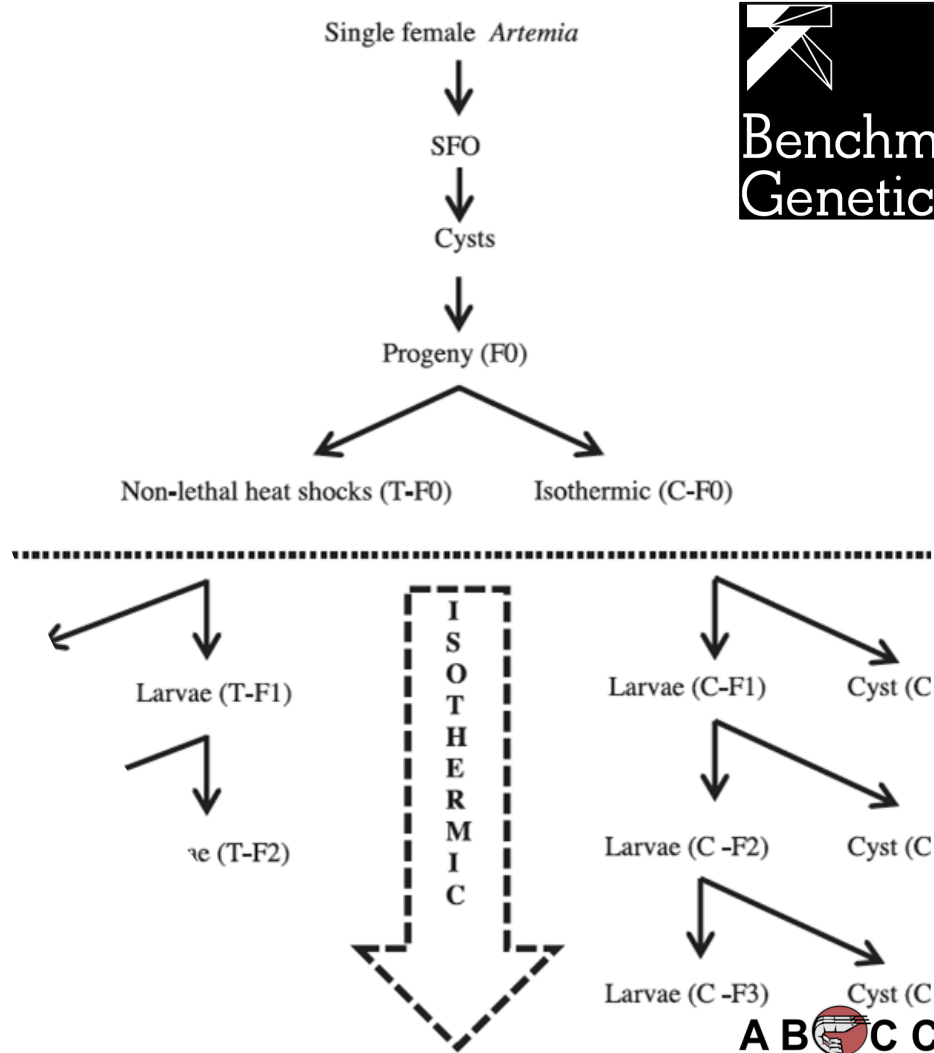 Single female Artemia
SFO
Cysts
Progeny (F0)
Non-lethal heat shocks (T-F0) Isothermic (C-F0)
ISOTHERMIC
Larvae (T-F1) Larvae (C-F1) Cyst (C
(T-F2) Larvae (C -F2) Cyst (C
Larvae (C -F3) Cyst (C
Benchm
Genetic
A B C C